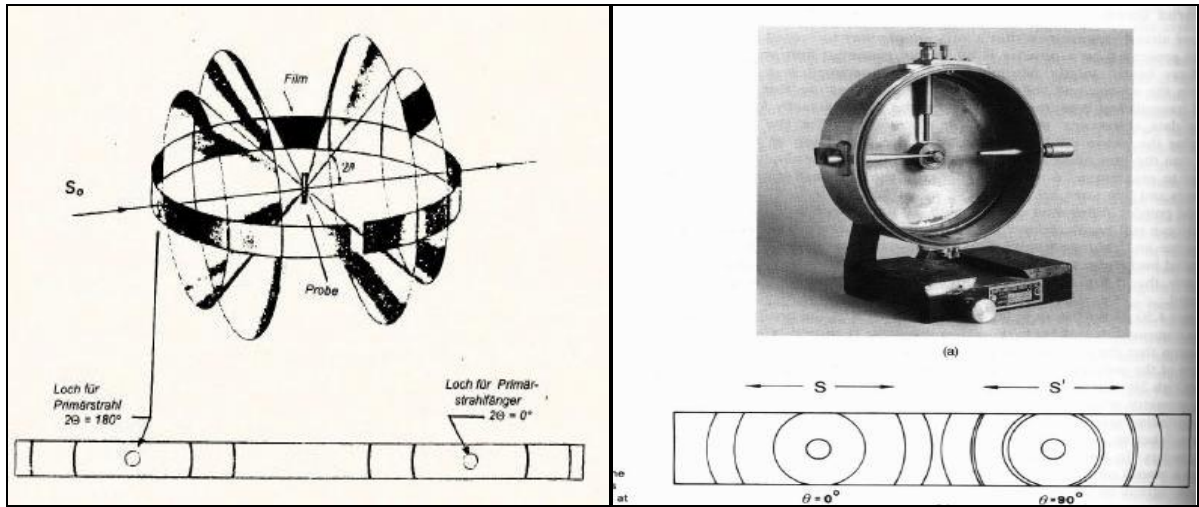 Film
2ϑ
S₀
Probe
Loch für
Primärstrahl
2Θ = 180°
Loch für Primär-
strahlfänger
2Θ = 0°
(a)
S
S'
at
θ = 0°
θ = 90°